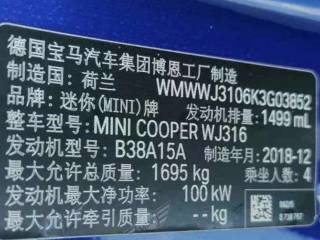 德国宝马汽车集团博恩工厂制造
制造国：荷兰 WMWWJ3106K3G03852
品牌：迷你(MINI)牌 发动机排量：1499 mL
整车型号：MINI COOPER WJ316
发动机型号：B38A15A 制造年月：2018-12
最大允许总质量：1695 kg 乘坐人数：4
发动机最大净功率：100 kW
最大允许牵引质量：--kg